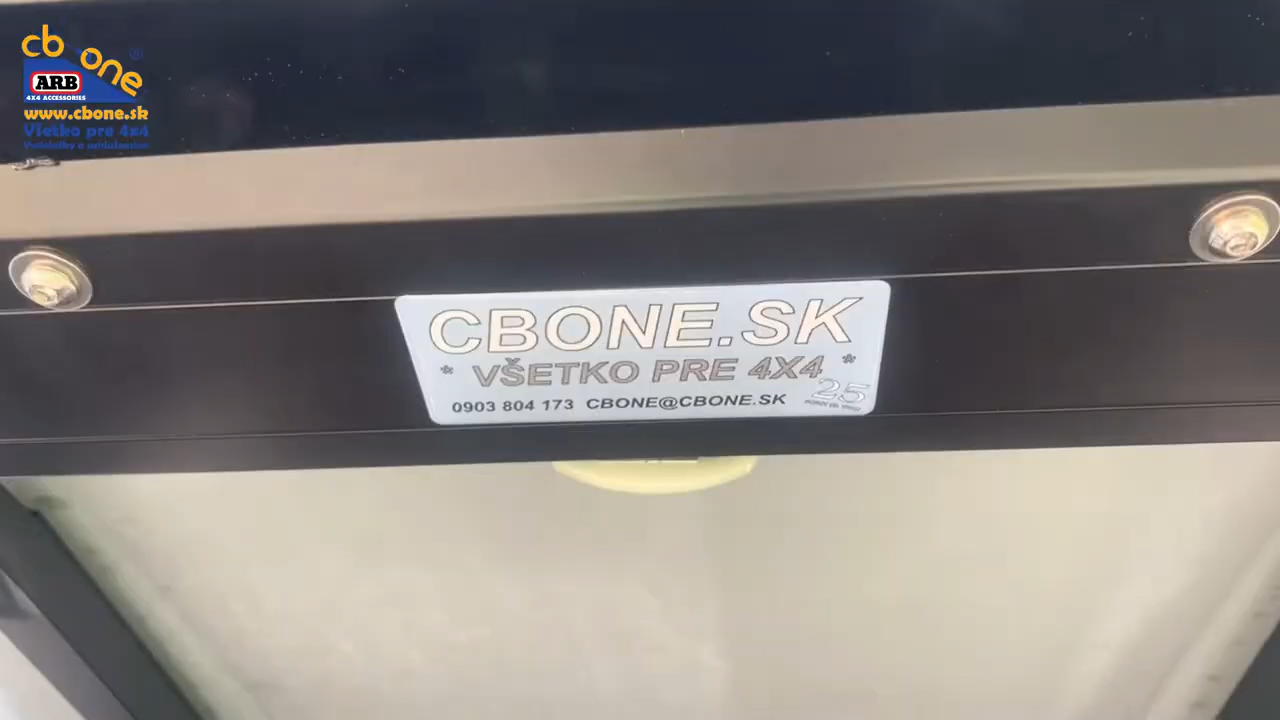 cb one®
ARB
4X4 ACCESSORIES
www.cbone.sk
Všetko pre 4x4
CBONE.SK
* VŠETKO PRE 4X4 *
25
0903 804 173 CBONE@CBONE.SK